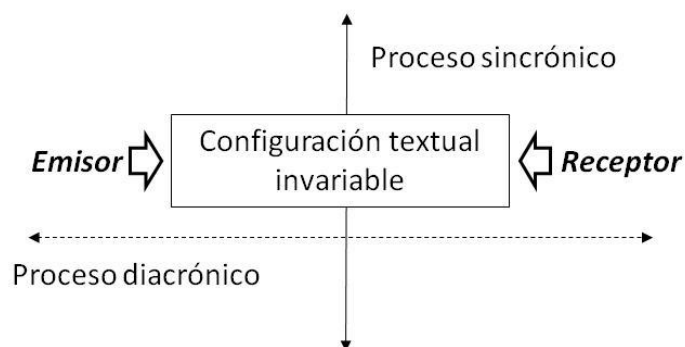 Proceso sincrónico
Configuración textual
invariable
Emisor
Receptor
Proceso diacrónico